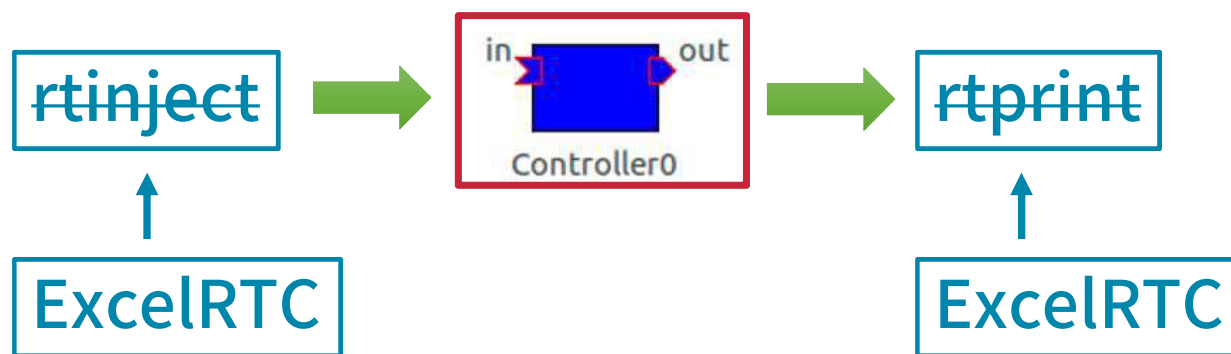 rtinject
in
out
Controller0
rtprint
ExcelRTC
ExcelRTC